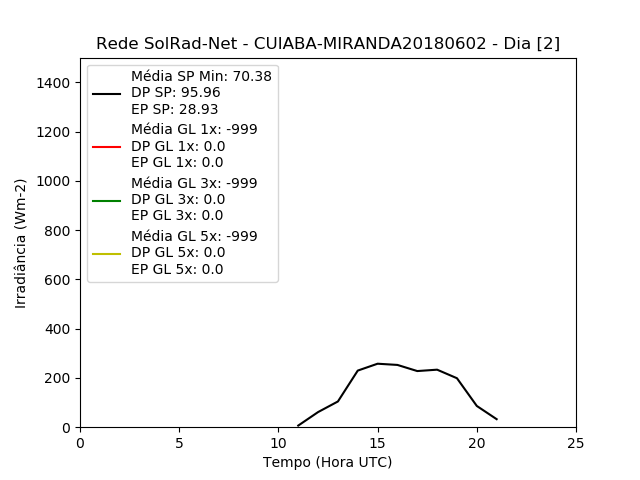 Rede SolRad-Net - CUIABA-MIRANDA20180602 - Dia [2]
Média SP Min: 70.38
DP SP: 95.96
EP SP: 28.93
Média GL 1x: -999
DP GL 1x: 0.0
EP GL 1x: 0.0
Média GL 3x: -999
DP GL 3x: 0.0
EP GL 3x: 0.0
Média GL 5x: -999
DP GL 5x: 0.0
EP GL 5x: 0.0
Irradiância (Wm-2)
1400
1200
1000
800
600
400
200
0
0 5 10 15 20 25
Tempo (Hora UTC)